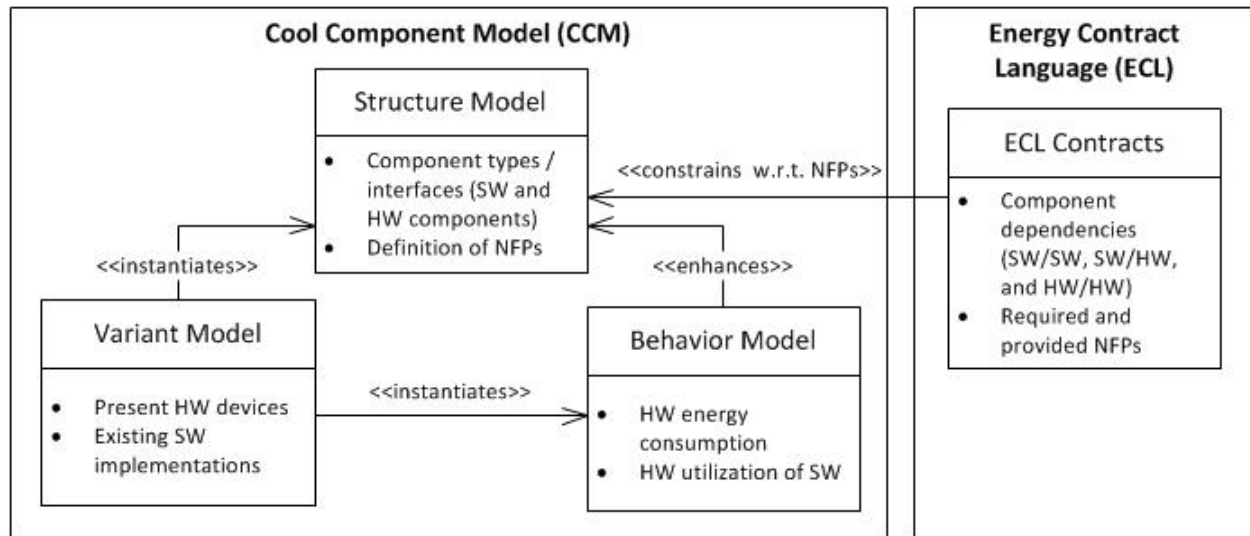 Cool Component Model (CCM)
Structure Model
• Component types /
interfaces (SW and
HW components)
• Definition of NFPs
<<instantiates>>
<<enhances>>
Variant Model
• Present HW devices
• Existing SW
implementations
<<instantiates>>
Behavior Model
• HW energy
consumption
• HW utilization of SW
<<constrains w.r.t. NFPs>>
Energy Contract
Language (ECL)
ECL Contracts
• Component
dependencies
(SW/SW, SW/HW,
and HW/HW)
• Required and
provided NFPs